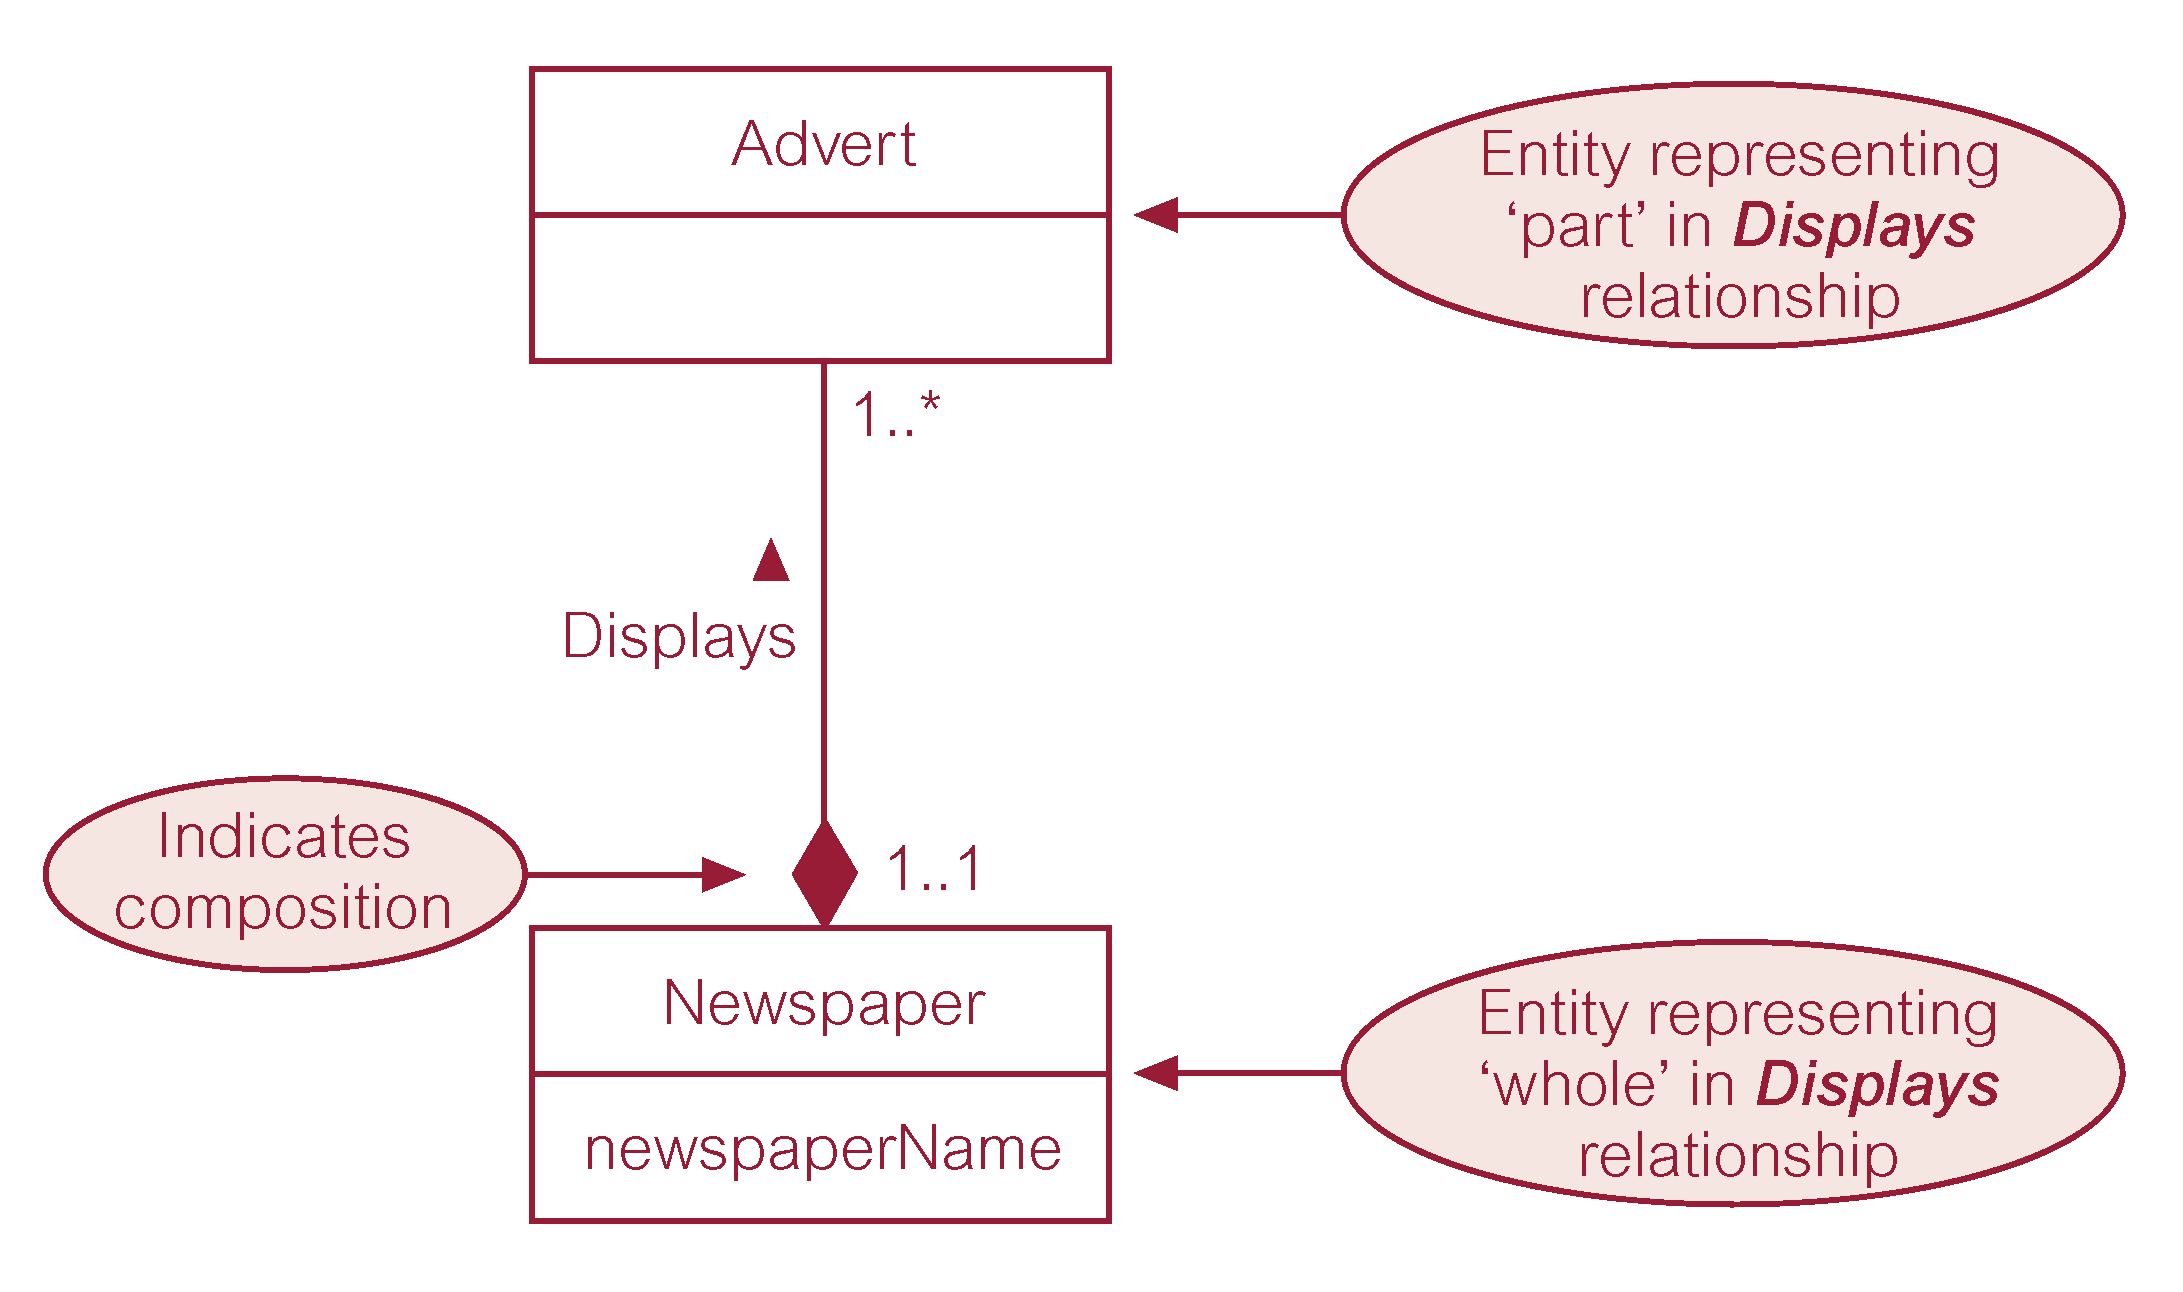 Advert
Entity representing
‘part’ in Displays
relationship
1..*
Displays
Indicates
composition
1..1
Newspaper
newspaperName
Entity representing
‘whole’ in Displays
relationship